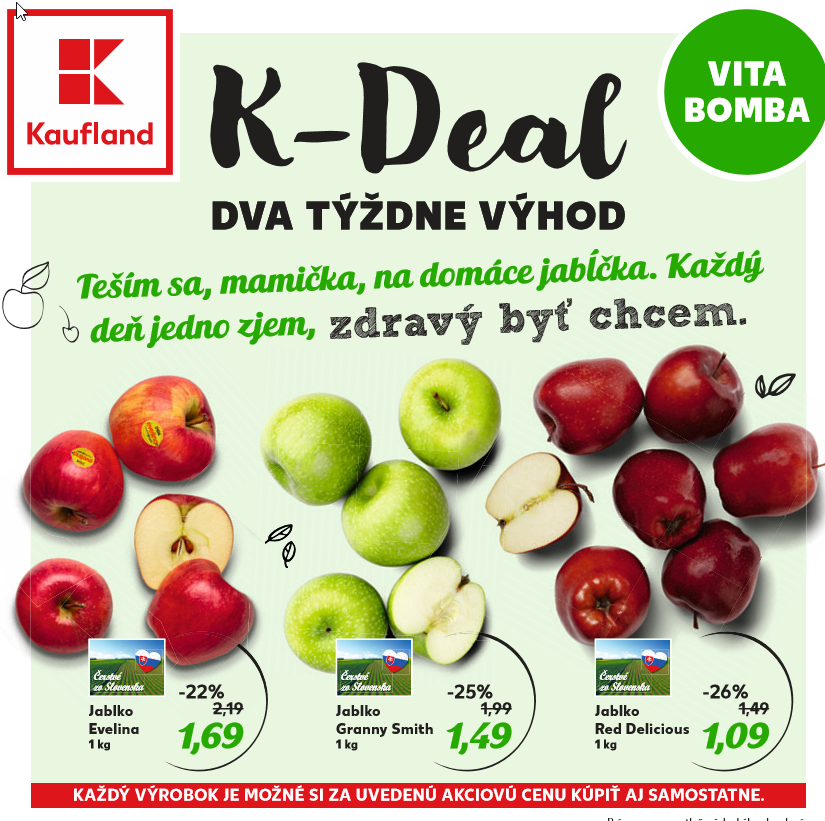 Kaufland
VITA
BOMBA
K-Deal
DVA TÝŽDNE VÝHOD
Teším sa, mamička, na domáce jabĺčka. Každý
deň jedno zjem, zdravý byť chcem.
Čerstvé
zo Slovenska
Jablko
Evelina
1 kg
-22%
2,19
1,69
Čerstvé
zo Slovenska
Jablko
Granny Smith
1 kg
-25%
1,99
1,49
Čerstvé
zo Slovenska
Jablko
Red Delicious
1 kg
-26%
1,49
1,09
KAŽDÝ VÝROBOK JE MOŽNÉ SI ZA UVEDENÚ AKCIOVÚ CENU KÚPIŤ AJ SAMOSTATNE.